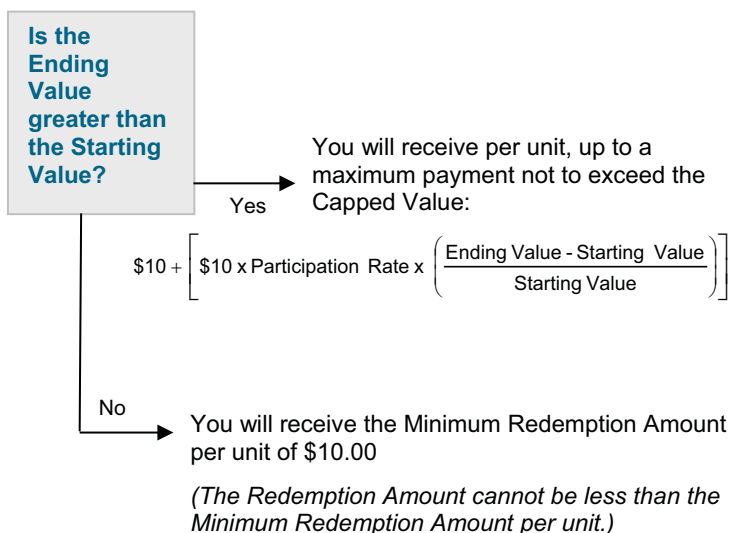 Is the
Ending
Value
greater than
the Starting
Value?
Yes
You will receive per unit, up to a
maximum payment not to exceed the
Capped Value:
$10 + [ $10 x Participation Rate x ( Ending Value - Starting Value / Starting Value ) ]
No
You will receive the Minimum Redemption Amount
per unit of $10.00
(The Redemption Amount cannot be less than the
Minimum Redemption Amount per unit.)